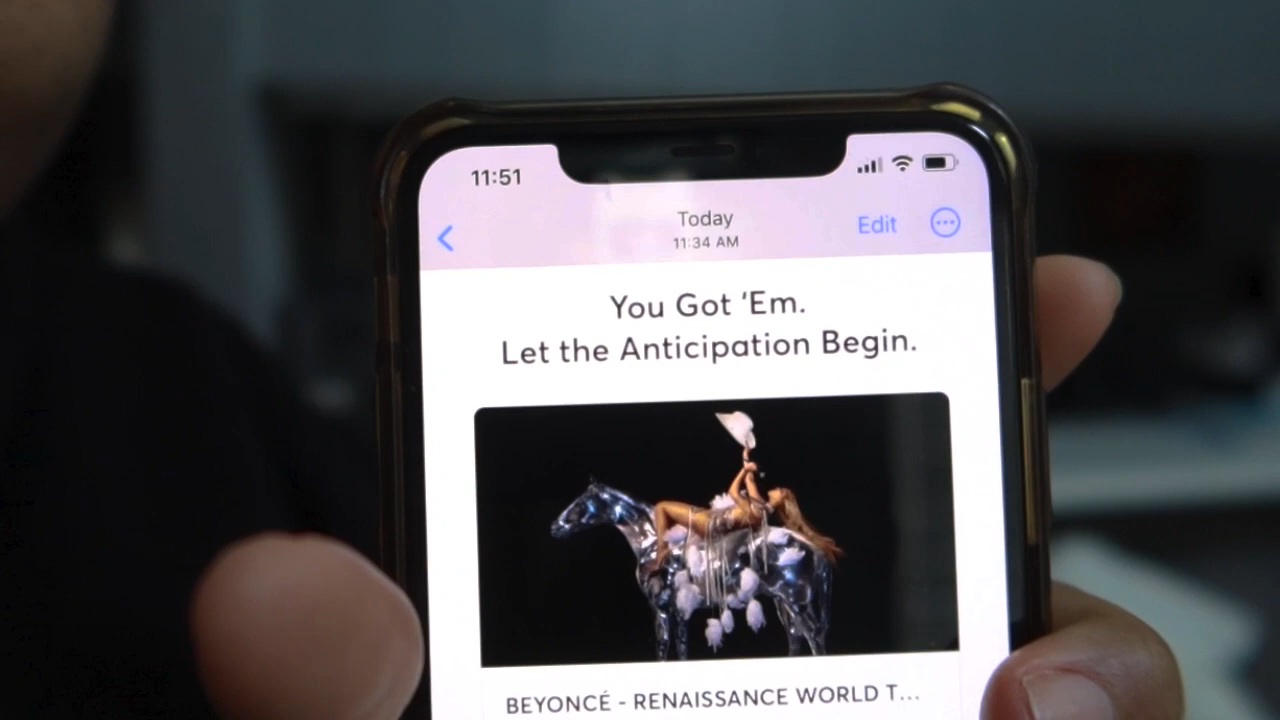 11:51
Today
11:34 AM
Edit
You Got ‘Em.
Let the Anticipation Begin.
BEYONCÉ - RENAISSANCE WORLD T...